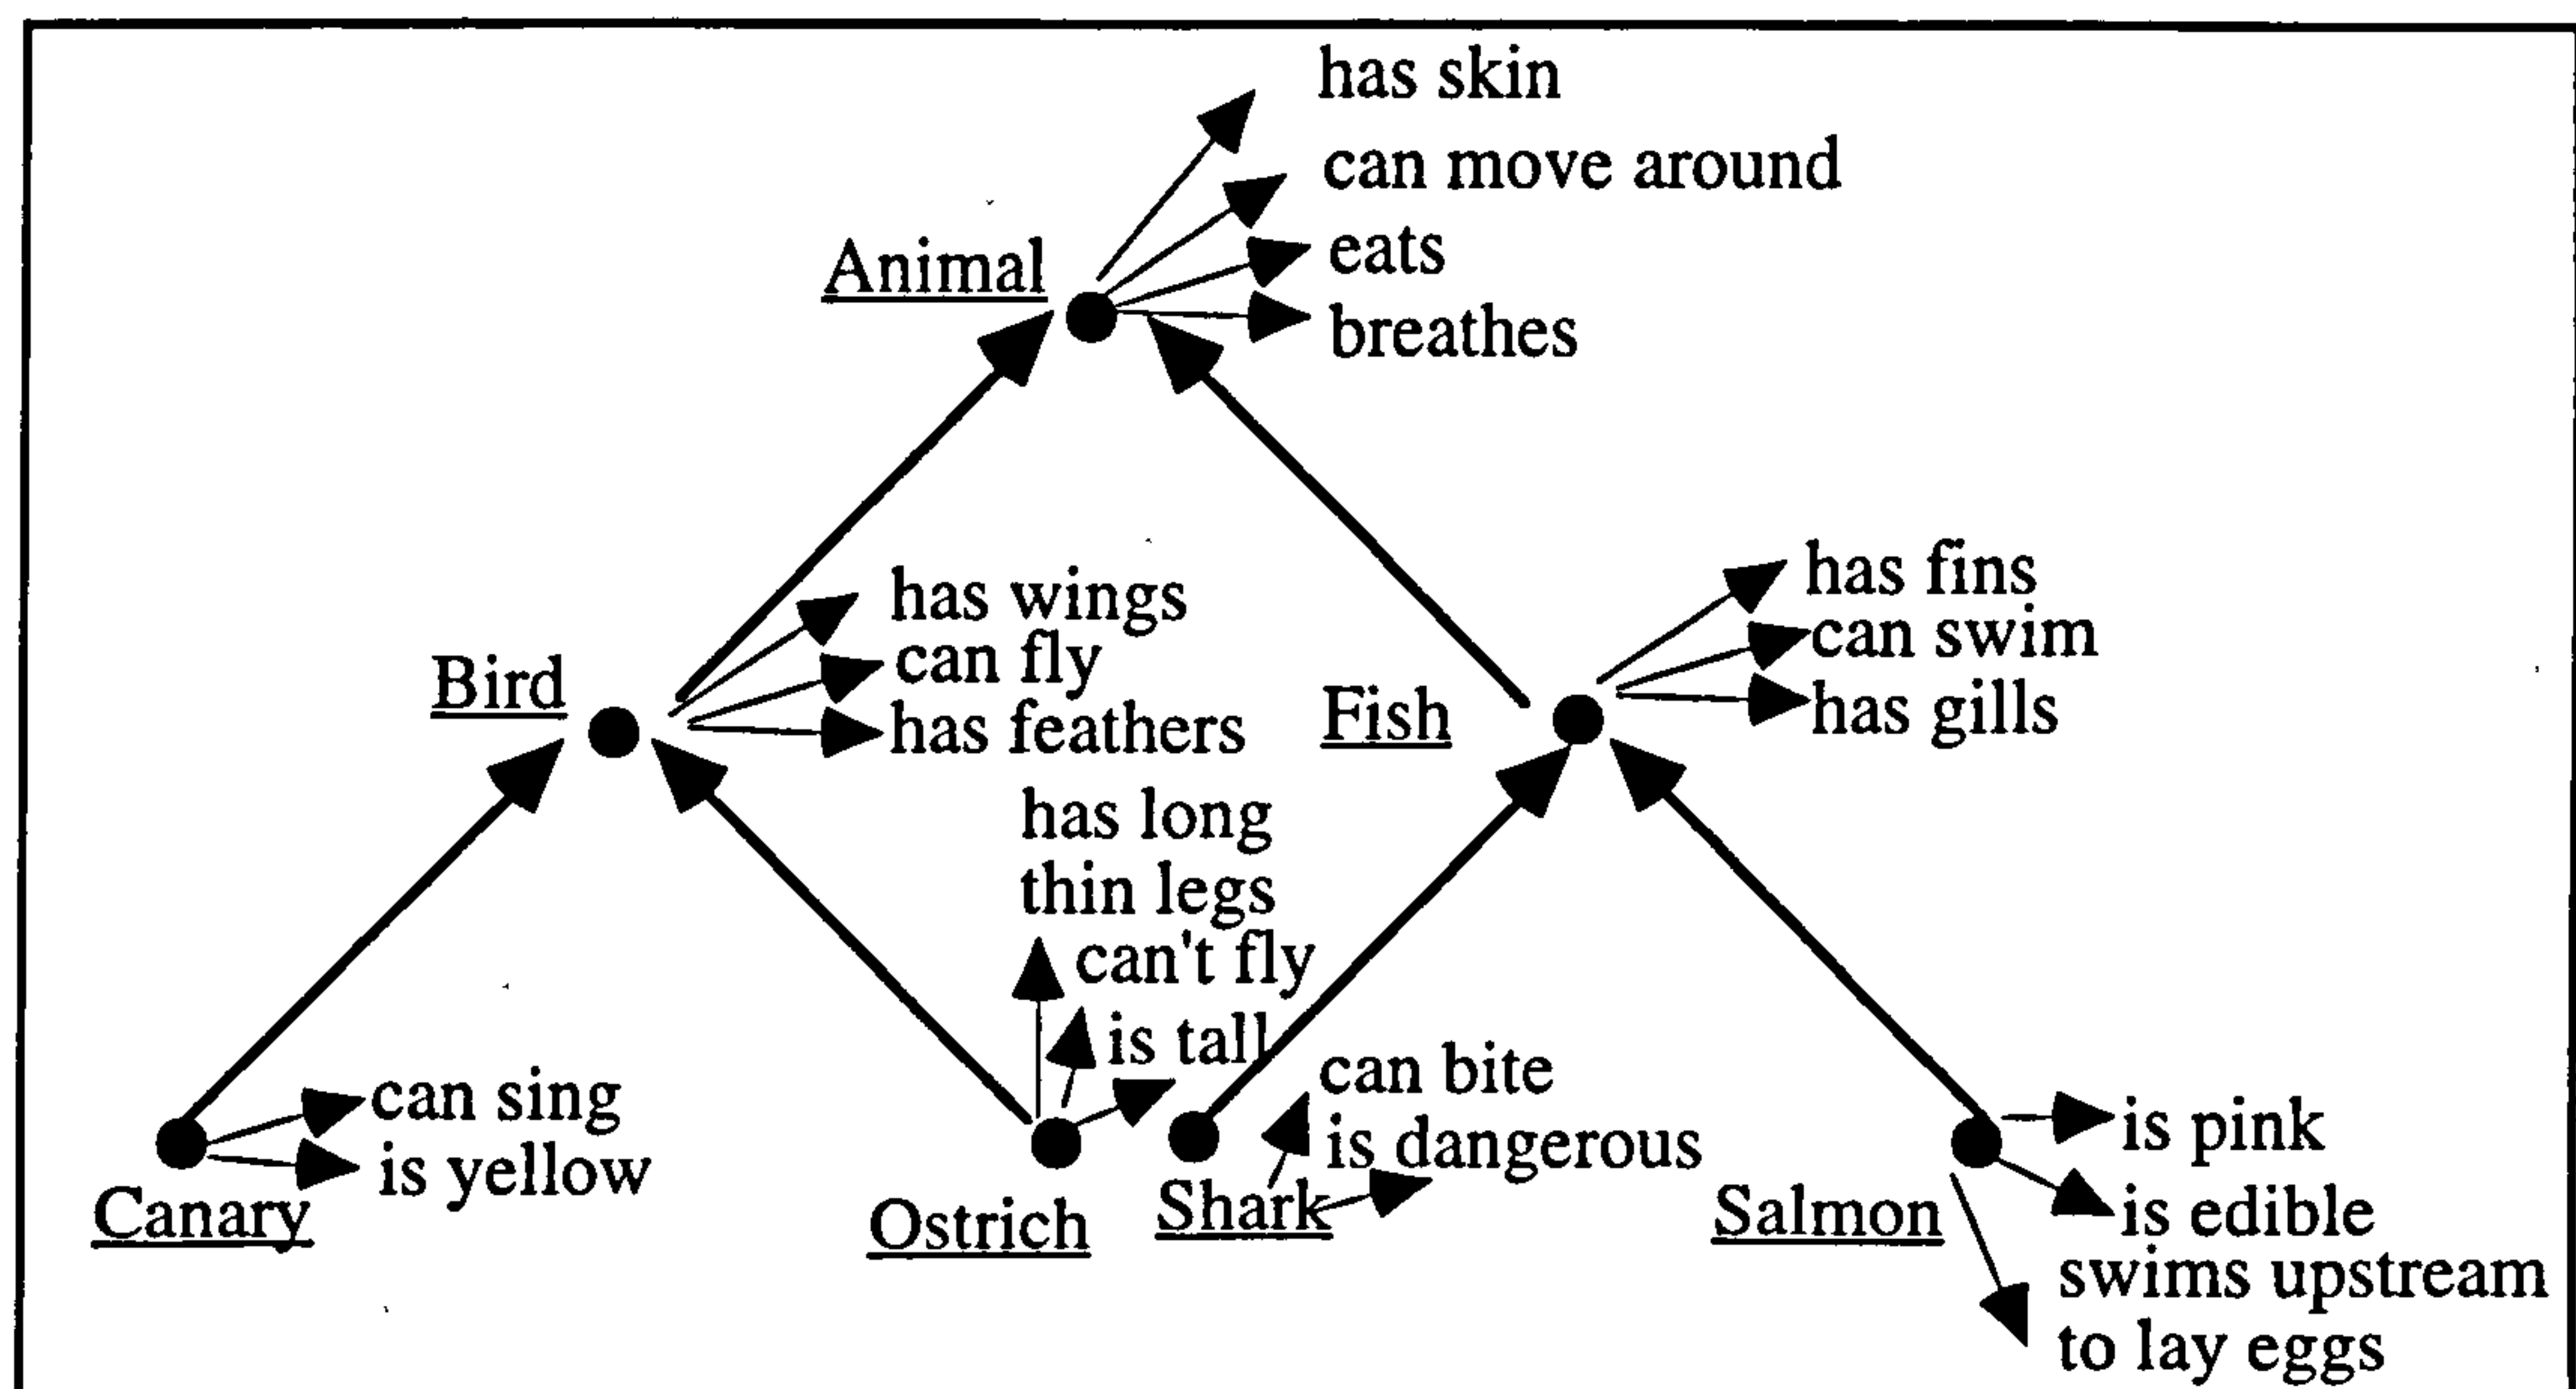 has skin
can move around
Animal
eats
breathes
has wings
can fly
Bird
has feathers
has fins
can swim
Fish
has gills
has long
thin legs
can't fly
is tall
can sing
is yellow
Canary
Ostrich
can bite
is dangerous
Shark
is pink
is edible
Salmon
swims upstream
to lay eggs